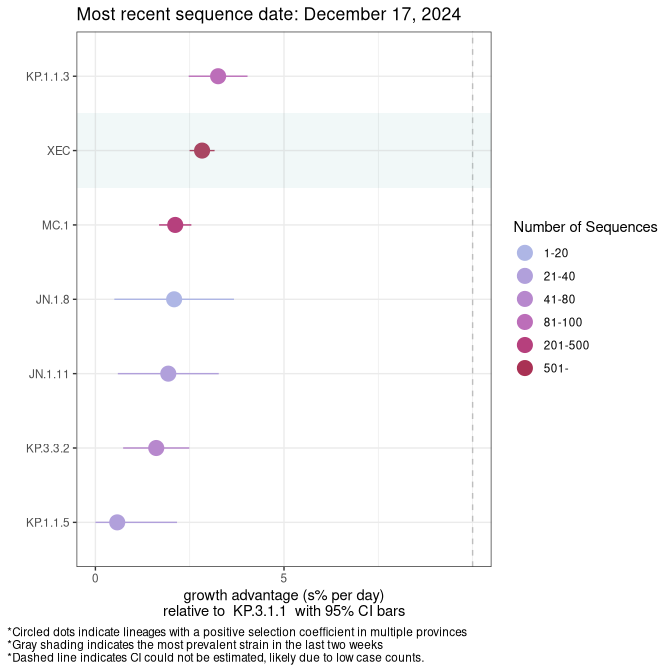 Most recent sequence date: December 17, 2024
KP.1.1.3
XEC
MC.1
JN.1.8
JN.1.11
KP.3.3.2
KP.1.1.5
0 5
growth advantage (s% per day)
relative to KP.3.1.1 with 95% CI bars
Number of Sequences
1-20
21-40
41-80
81-100
201-500
501-
*Circled dots indicate lineages with a positive selection coefficient in multiple provinces
*Gray shading indicates the most prevalent strain in the last two weeks
*Dashed line indicates CI could not be estimated, likely due to low case counts.